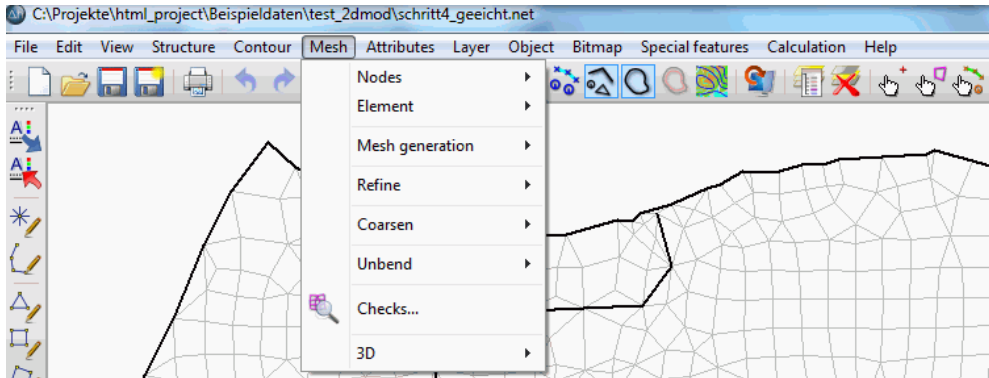 C:\Projekte\html_project\Beispieldaten\test_2dmod\schritt4_geeicht.net
File Edit View Structure Contour Mesh Attributes Layer Object Bitmap Special features Calculation Help
Nodes
Element
Mesh generation
Refine
Coarsen
Unbend
Checks...
3D